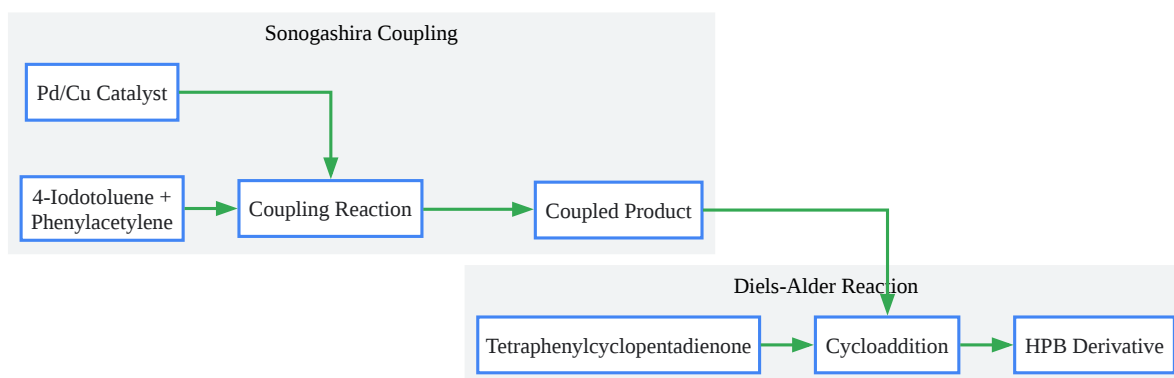 Sonogashira Coupling
Pd/Cu Catalyst
4-Iodotoluene +
Phenylacetylene
Coupling Reaction
Coupled Product
Diels-Alder Reaction
Tetraphenylcyclopentadienone
Cycloaddition
HPB Derivative